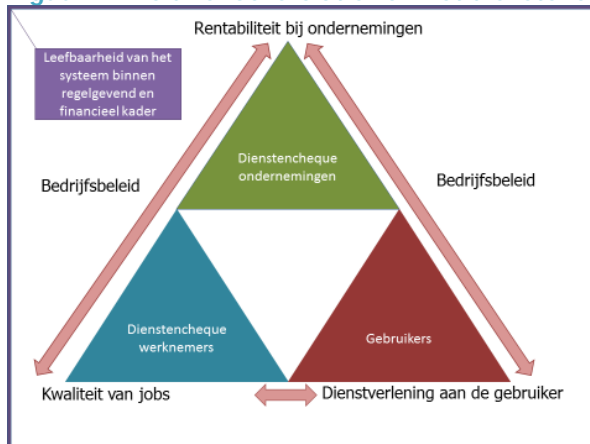 Rentabiliteit bij ondernemingen
Leefbaarheid van het
systeem binnen
regelgevend en
financieel kader
Dienstencheque
ondernemingen
Bedrijfsbeleid
Bedrijfsbeleid
Dienstencheque
werknemers
Gebruikers
Kwaliteit van jobs
Dienstverlening aan de gebruiker